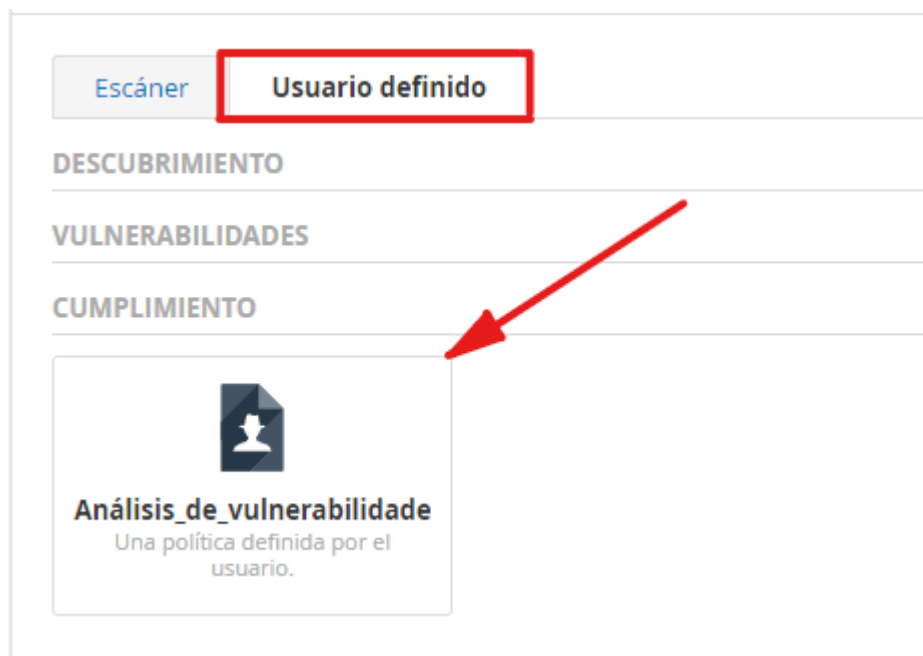 Escáner
Usuario definido
DESCUBRIMIENTO
VULNERABILIDADES
CUMPLIMIENTO
Análisis_de_vulnerabilidade
Una política definida por el
usuario.